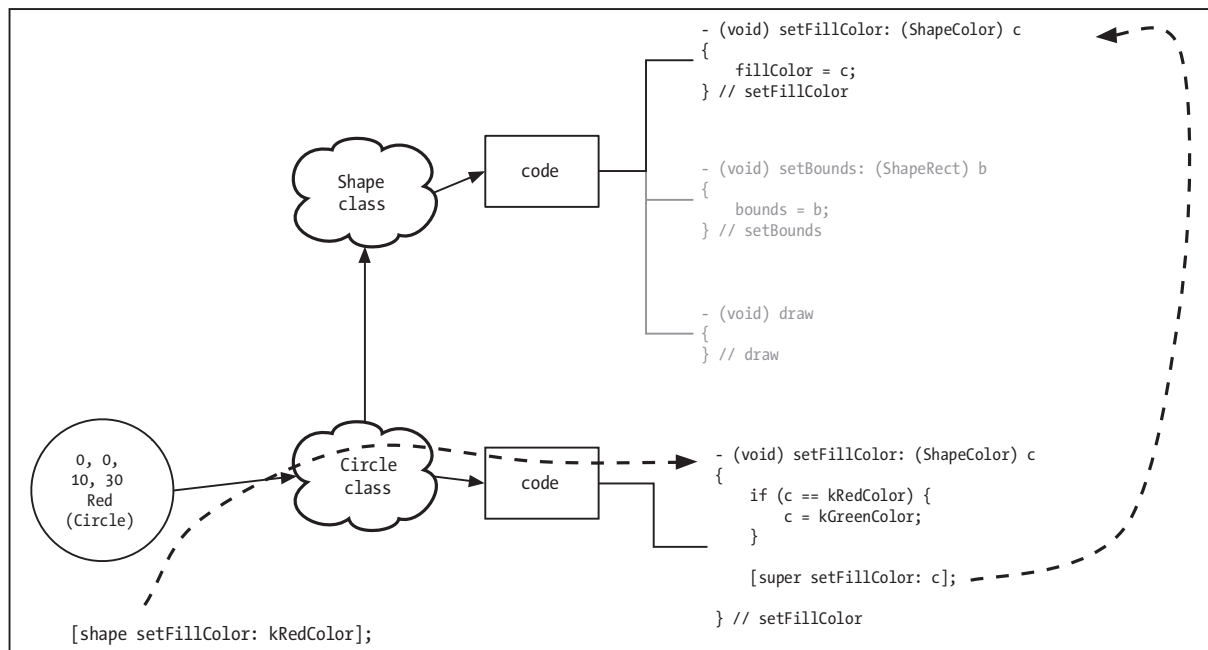 - (void) setFillColor: (ShapeColor) c
{
fillColor = c;
} // setFillColor
Shape
class
code
- (void) setBounds: (ShapeRect) b
{
bounds = b;
} // setBounds
- (void) draw
{
} // draw
0, 0,
10, 30
Red
(Circle)
Circle
class
code
- (void) setFillColor: (ShapeColor) c
{
if (c == kRedColor) {
c = kGreenColor;
}
[super setFillColor: c];
} // setFillColor
[shape setFillColor: kRedColor];